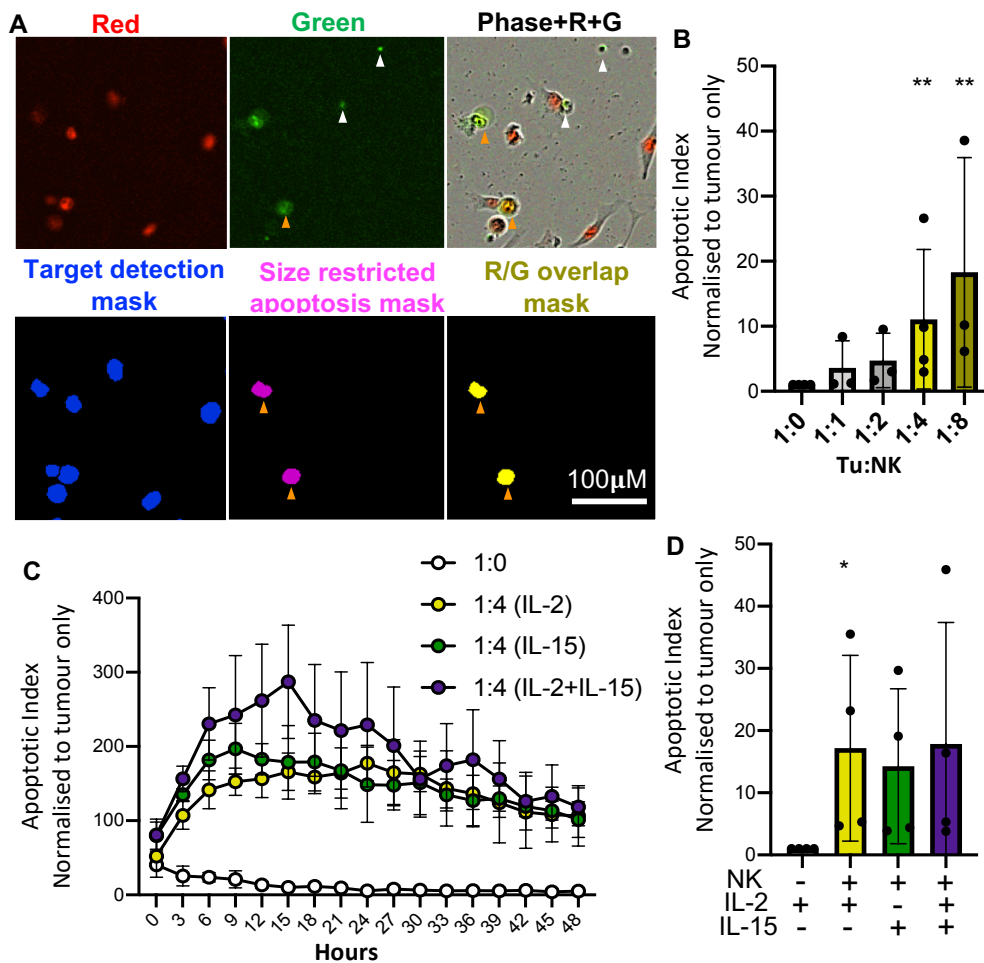 A
Red
Green
Phase+R+G
Target detection
mask
Size restricted
apoptosis mask
R/G overlap
mask
100μM
B
Apoptotic Index
Normalised to tumour only
50
40
30
20
10
0
** **
1:0 1:1 1:2 1:4 1:8
Tu:NK
C
Apoptotic Index
Normalised to tumour only
400
300
200
100
0
1:0
1:4 (IL-2)
1:4 (IL-15)
1:4 (IL-2+IL-15)
0 3 6 9 12 15 18 21 24 27 30 33 36 39 42 45 48
Hours
D
Apoptotic Index
Normalised to tumour only
50
40
30
20
10
0
*
NK - + + +
IL-2 + + - +
IL-15 - - + +